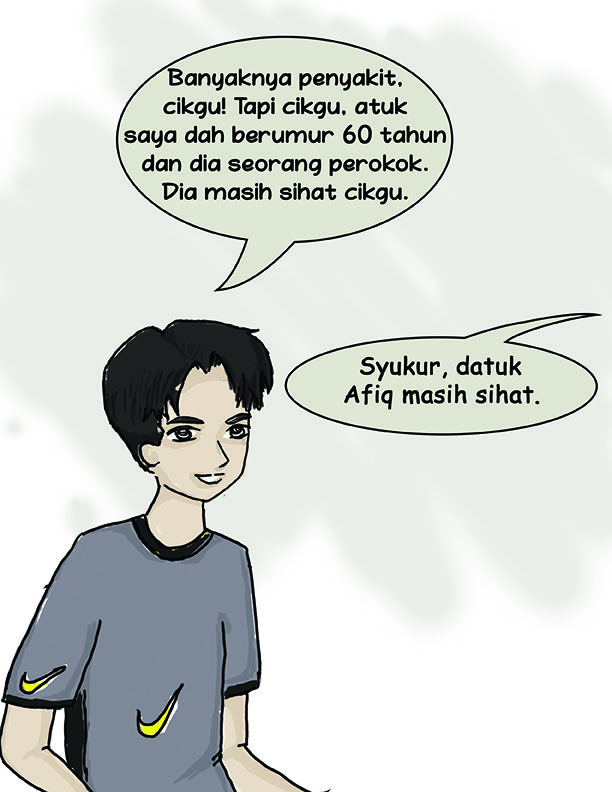 Banyaknya penyakit,
cikgu! Tapi cikgu, atuk
saya dah berumur 60 tahun
dan dia seorang perokok.
Dia masih sihat cikgu.
Syukur, datuk
Afiq masih sihat.